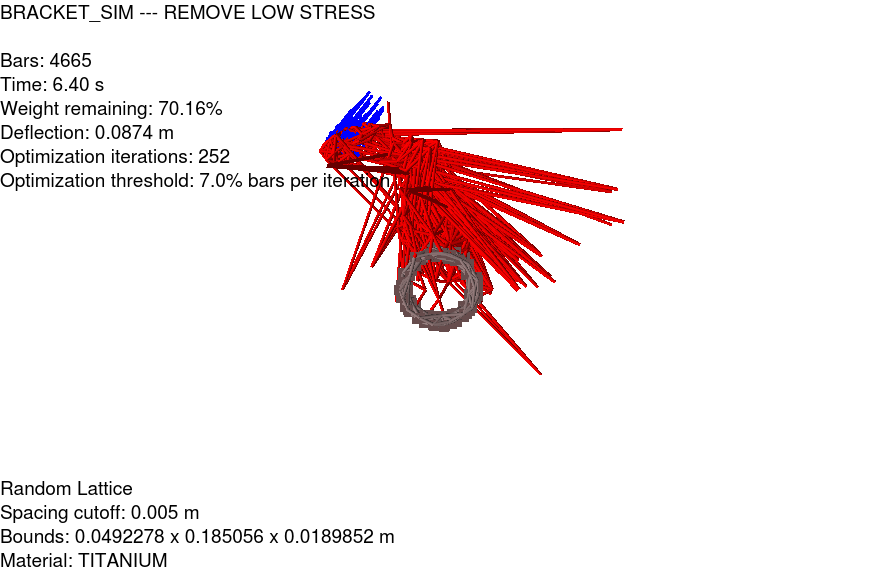 BRACKET_SIM --- REMOVE LOW STRESS
Bars: 4665
Time: 6.40 s
Weight remaining: 70.16%
Deflection: 0.0874 m
Optimization iterations: 252
Optimization threshold: 7.0% bars per iteration
Random Lattice
Spacing cutoff: 0.005 m
Bounds: 0.0492278 x 0.185056 x 0.0189852 m
Material: TITANIUM